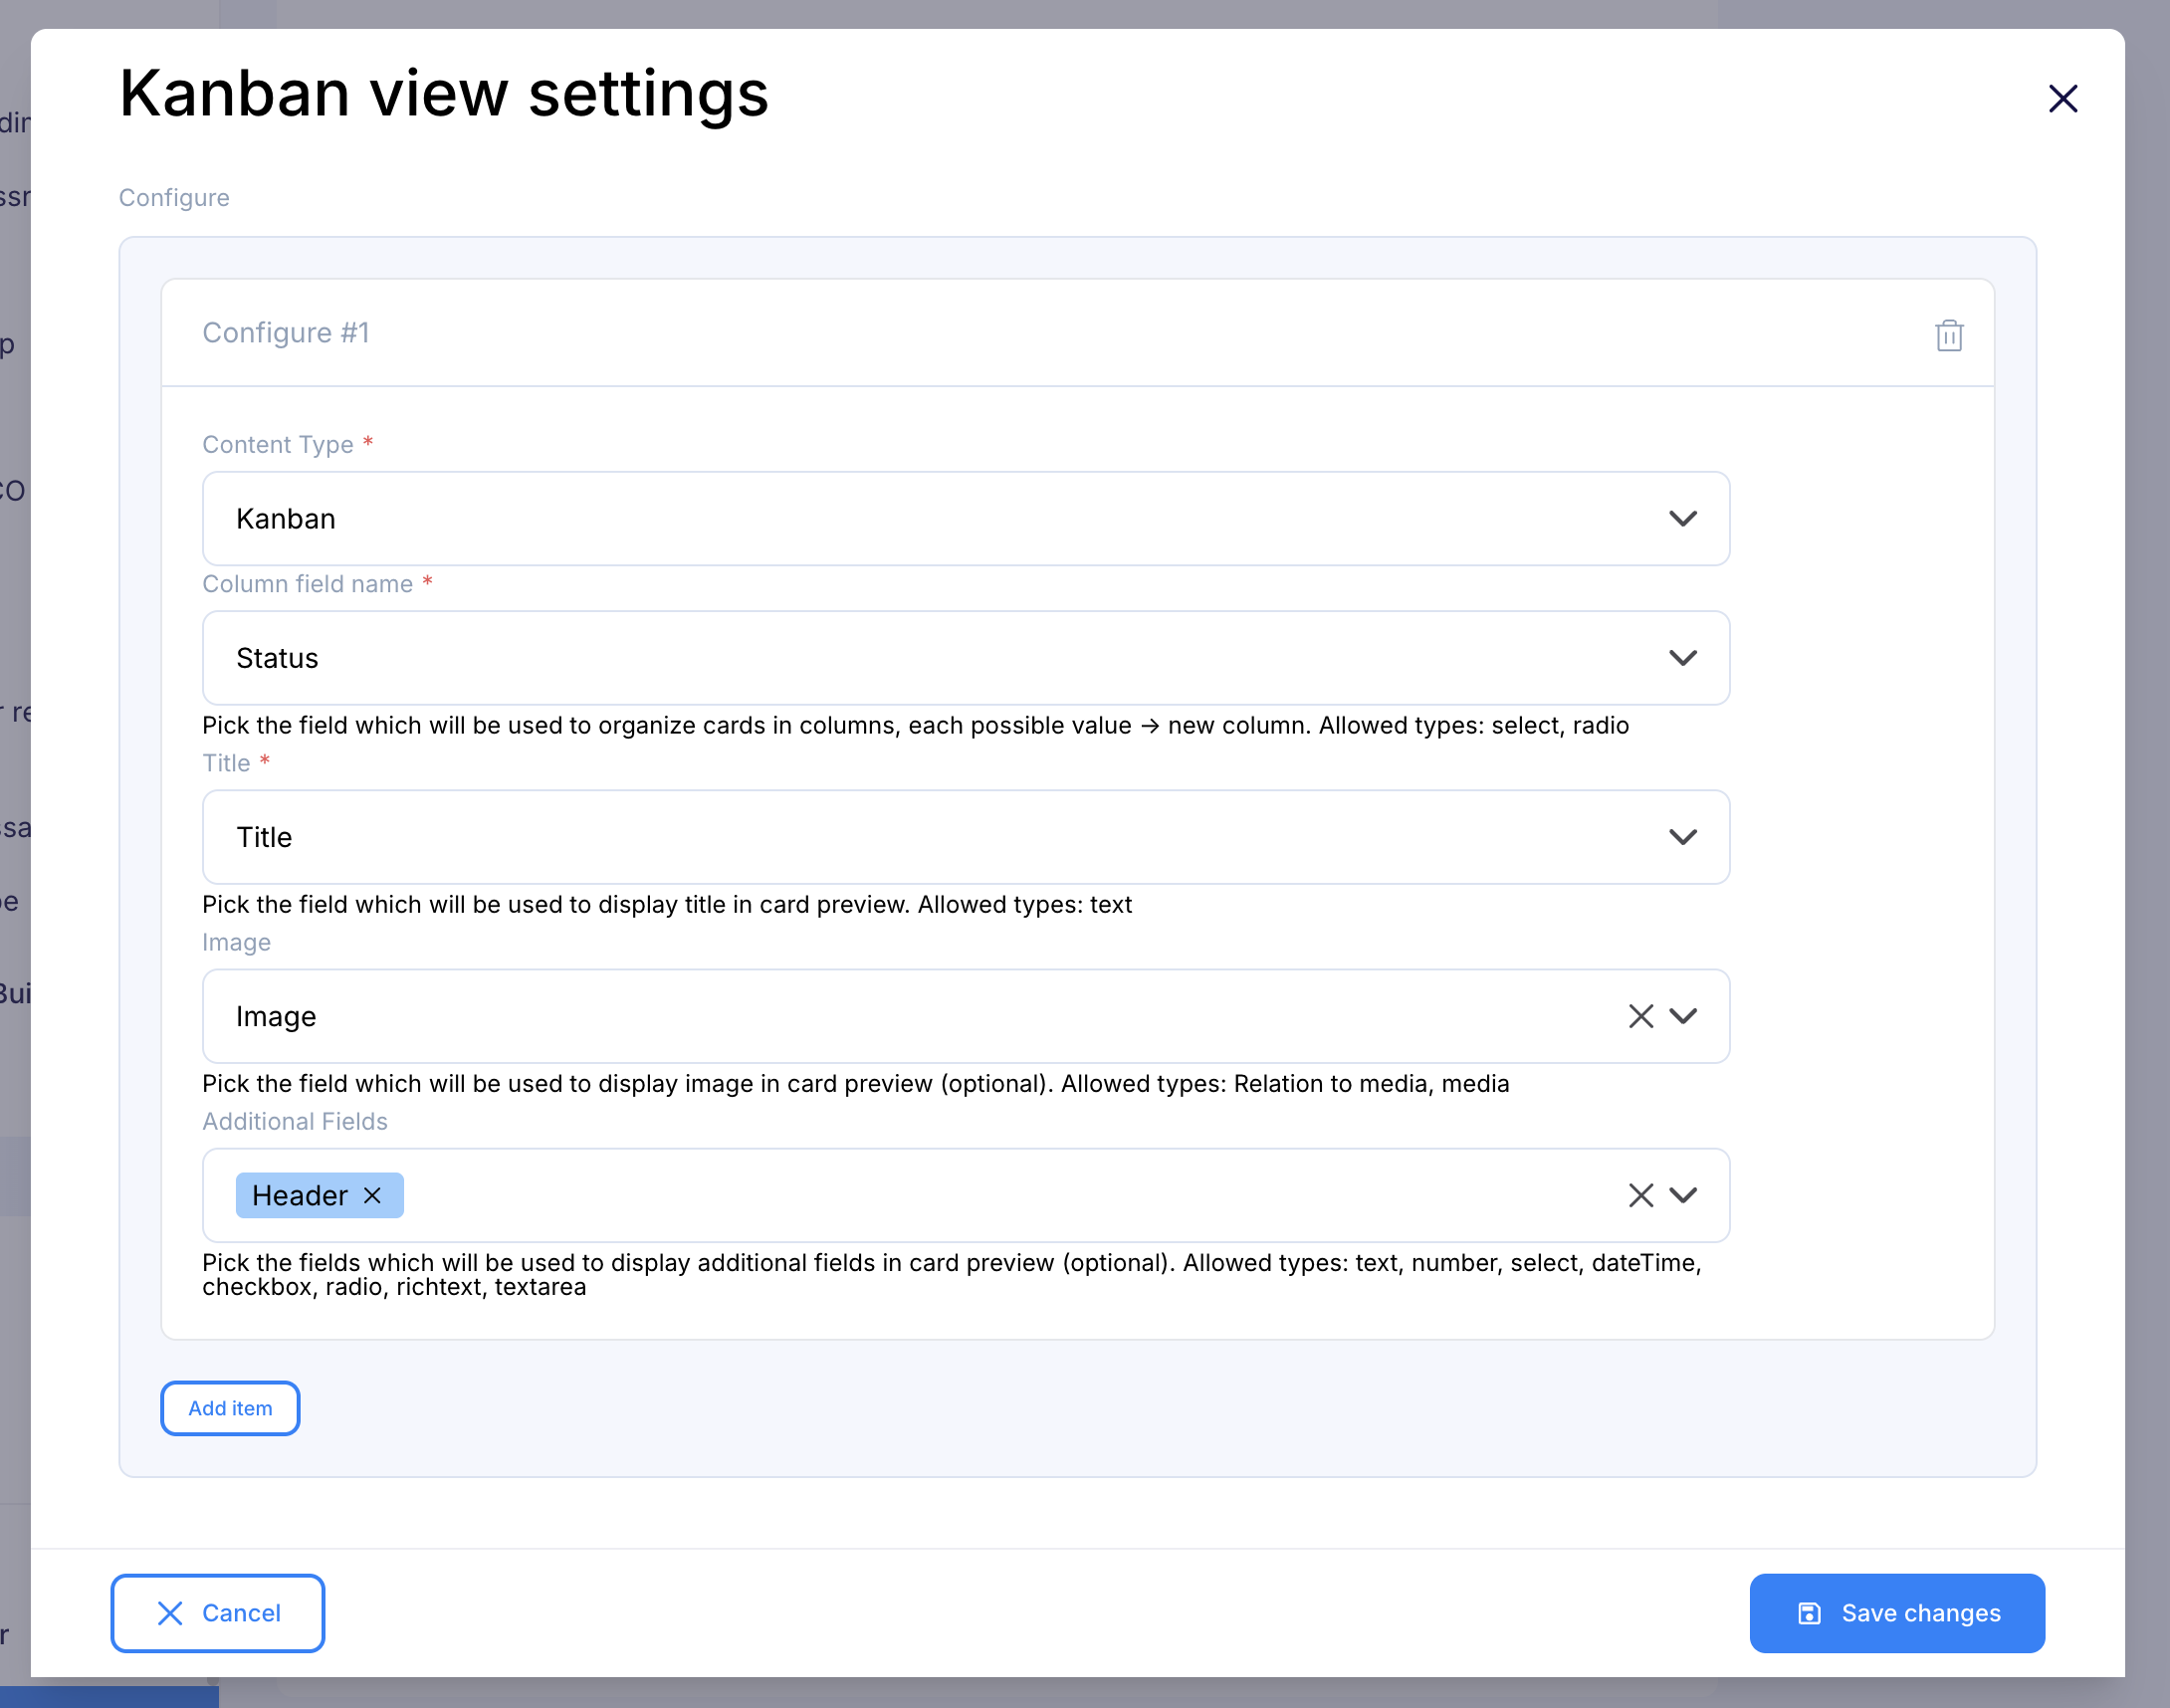 Kanban view settings
Configure
Configure #1
Content Type *
Kanban
Column field name *
Status
Pick the field which will be used to organize cards in columns, each possible value → new column. Allowed types: select, radio
Title *
Title
Pick the field which will be used to display title in card preview. Allowed types: text
Image
Image
Pick the field which will be used to display image in card preview (optional). Allowed types: Relation to media, media
Additional Fields
Header
Pick the fields which will be used to display additional fields in card preview (optional). Allowed types: text, number, select, dateTime,
checkbox, radio, richtext, textarea
Add item
Cancel
Save changes